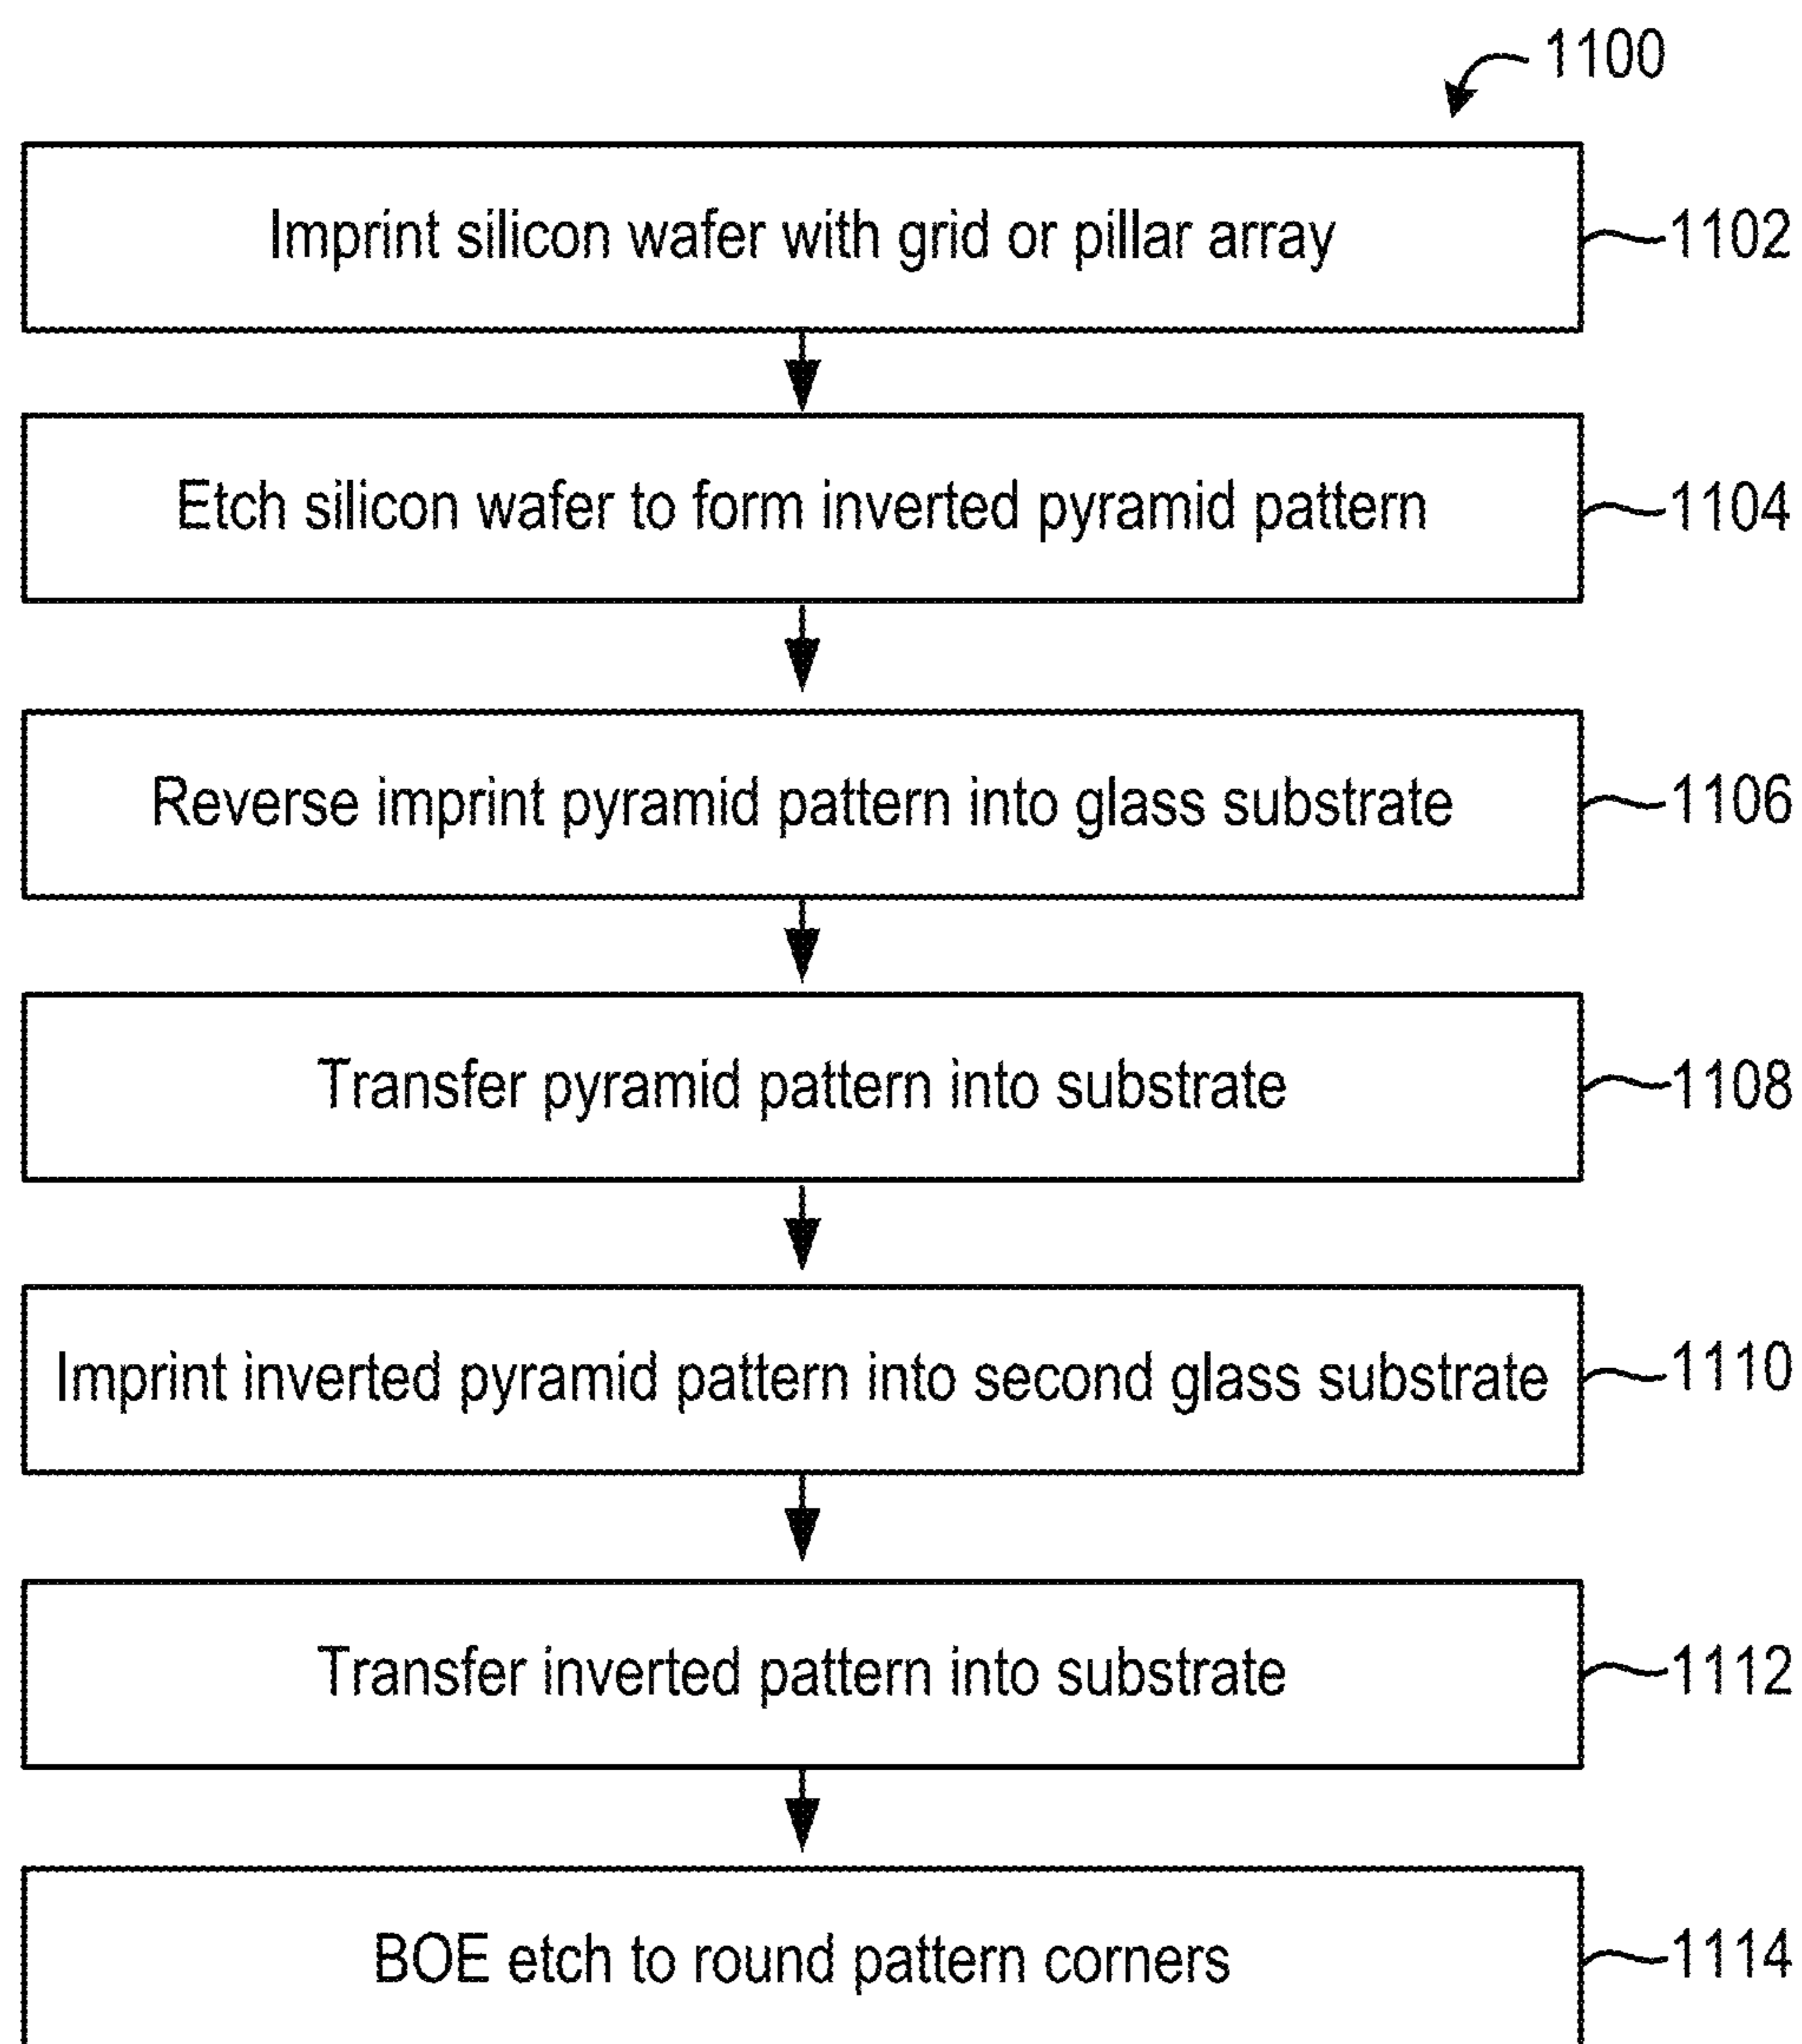 1100
Imprint silicon wafer with grid or pillar array 1102
Etch silicon wafer to form inverted pyramid pattern 1104
Reverse imprint pyramid pattern into glass substrate 1106
Transfer pyramid pattern into substrate 1108
Imprint inverted pyramid pattern into second glass substrate 1110
Transfer inverted pattern into substrate 1112
BOE etch to round pattern corners 1114